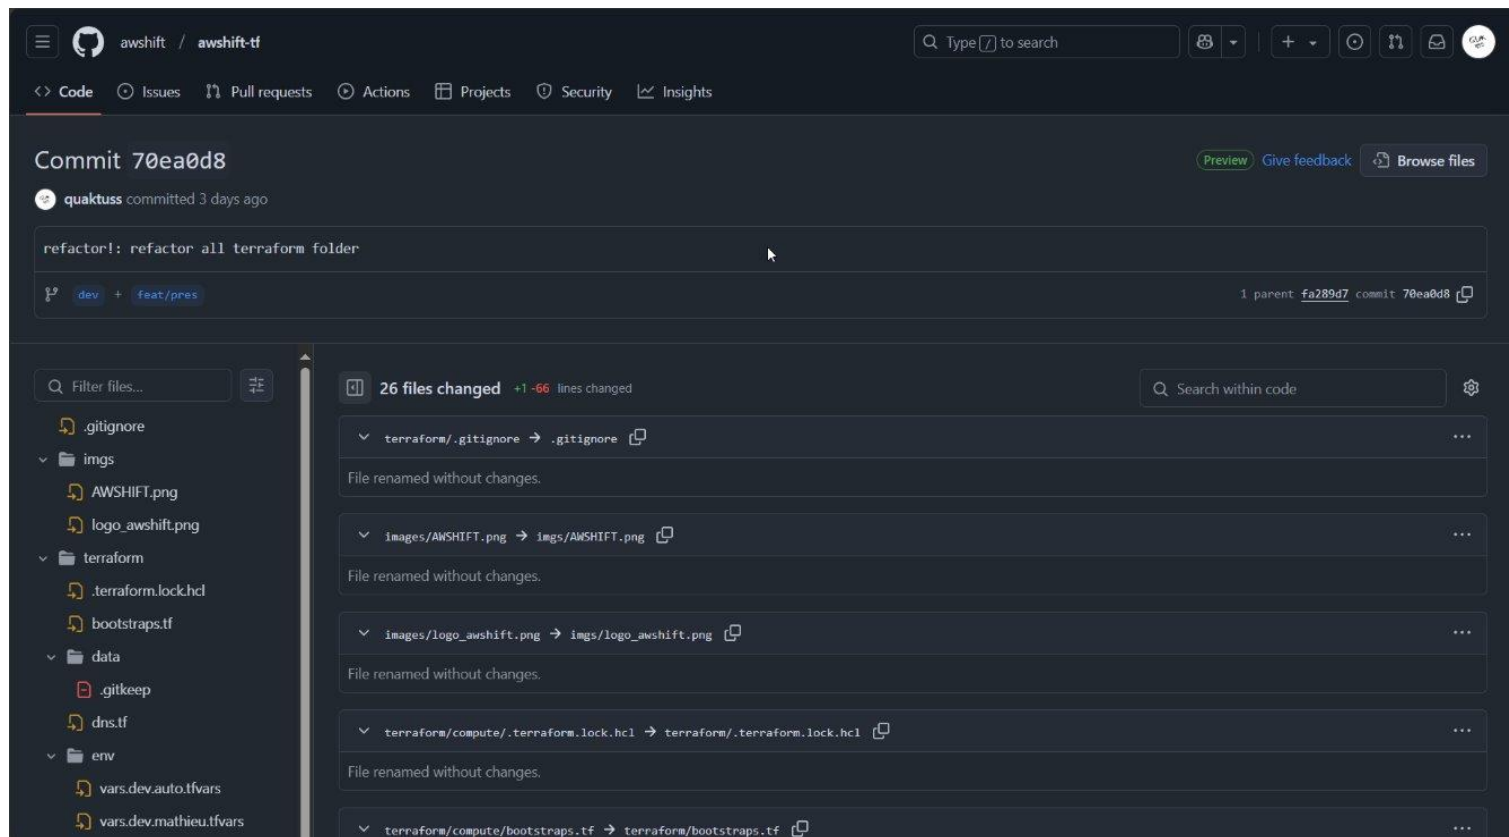 awshift / awshift-tf
Type / to search
Code Issues Pull requests Actions Projects Security Insights
Commit 70ea0d8
Preview Give feedback Browse files
quaktuss committed 3 days ago
refactor!: refactor all terraform folder
dev + feat/pres
1 parent fa289d7 commit 70ea0d8
Filter files...
.gitignore
imgs
AWSHIFT.png
logo_awshift.png
terraform
.terraform.lock.hcl
bootstraps.tf
data
.gitkeep
dns.tf
env
vars.dev.auto.tfvars
vars.dev.mathieu.tfvars
26 files changed +1 -66 lines changed
Search within code
terraform/.gitignore → .gitignore
File renamed without changes.
images/AWSHIFT.png → imgs/AWSHIFT.png
File renamed without changes.
images/logo_awshift.png → imgs/logo_awshift.png
File renamed without changes.
terraform/compute/.terraform.lock.hcl → terraform/.terraform.lock.hcl
File renamed without changes.
terraform/compute/bootstraps.tf → terraform/bootstraps.tf